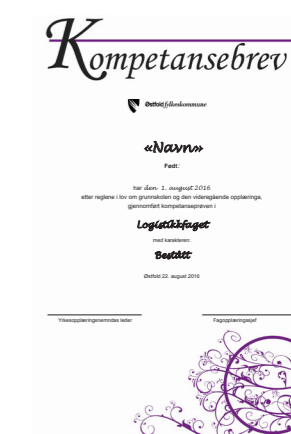 Kompetansebrev
Østfold fylkeskommune
«Navn»
Født:
har den 1. august 2016
etter reglene i lov om grunnskolen og den videregående opplæringa,
gjennomført kompetanseprøven i
Logistikkfaget
med karakteren:
Bestått
Østfold 22. august 2016
Yrkesopplæringsnemndas leder
Fagopplæringssjef